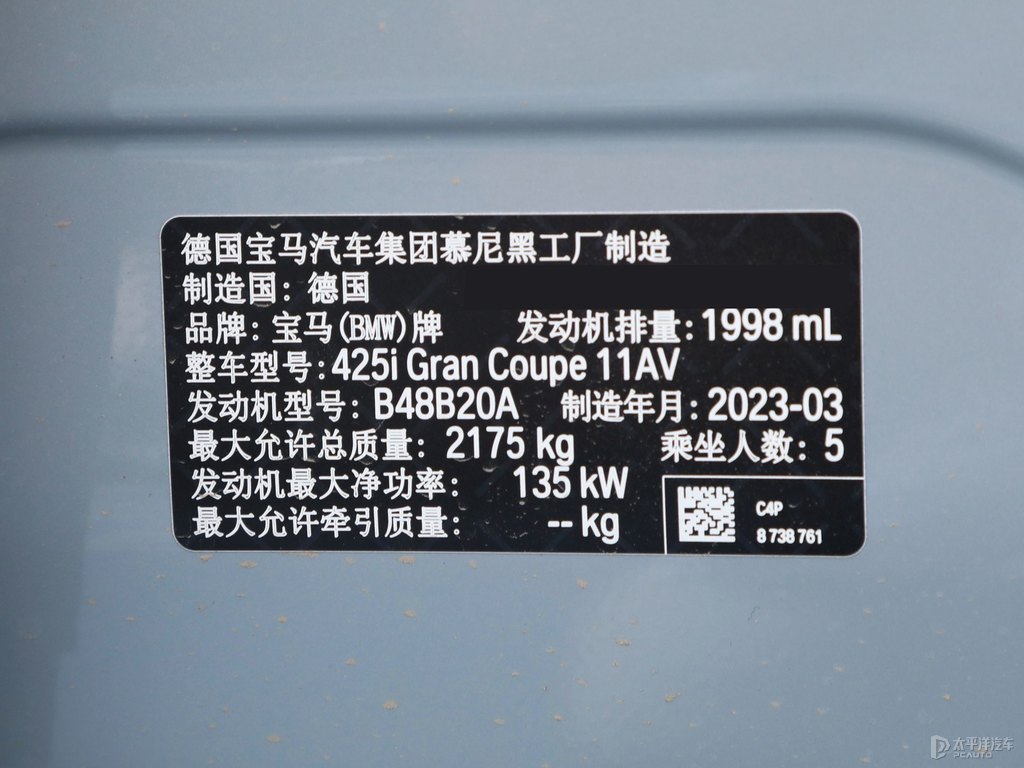 德国宝马汽车集团慕尼黑工厂制造
制造国：德国
品牌：宝马(BMW)牌 发动机排量：1998 mL
整车型号：425i Gran Coupe 11AV
发动机型号：B48B20A 制造年月：2023-03
最大允许总质量：2175 kg 乘坐人数：5
发动机最大净功率：135 kW
最大允许牵引质量：-- kg
C4P
8 738 761
太平洋汽车
PCAUTO